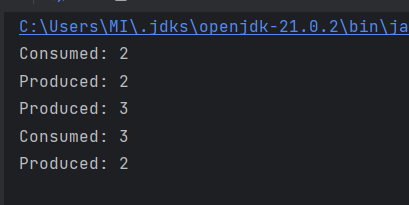 C:\Users\MI\.jdks\openjdk-21.0.2\bin\ja
Consumed: 2
Produced: 2
Produced: 3
Consumed: 3
Produced: 2